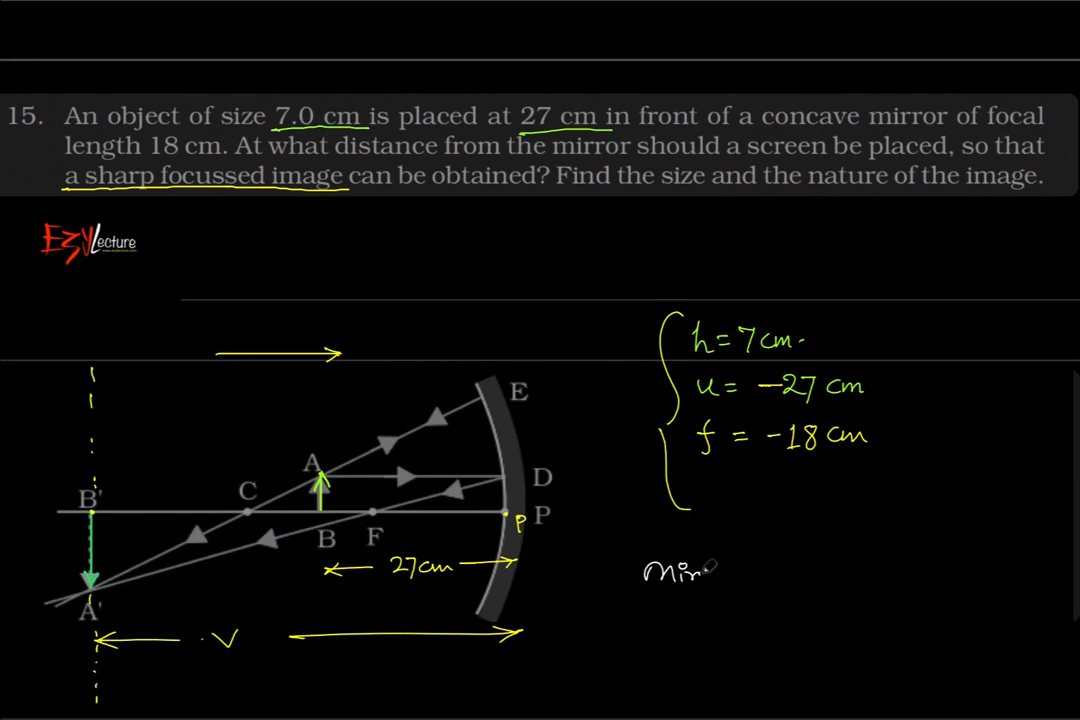 15. An object of size 7.0 cm is placed at 27 cm in front of a concave mirror of focal
length 18 cm. At what distance from the mirror should a screen be placed, so that
a sharp focussed image can be obtained? Find the size and the nature of the image.
EzyLecture
h = 7 cm.
u = -27 cm
f = -18 cm
E
A
D
C
B'
P
P
B
F
27cm
Mir
A'
V